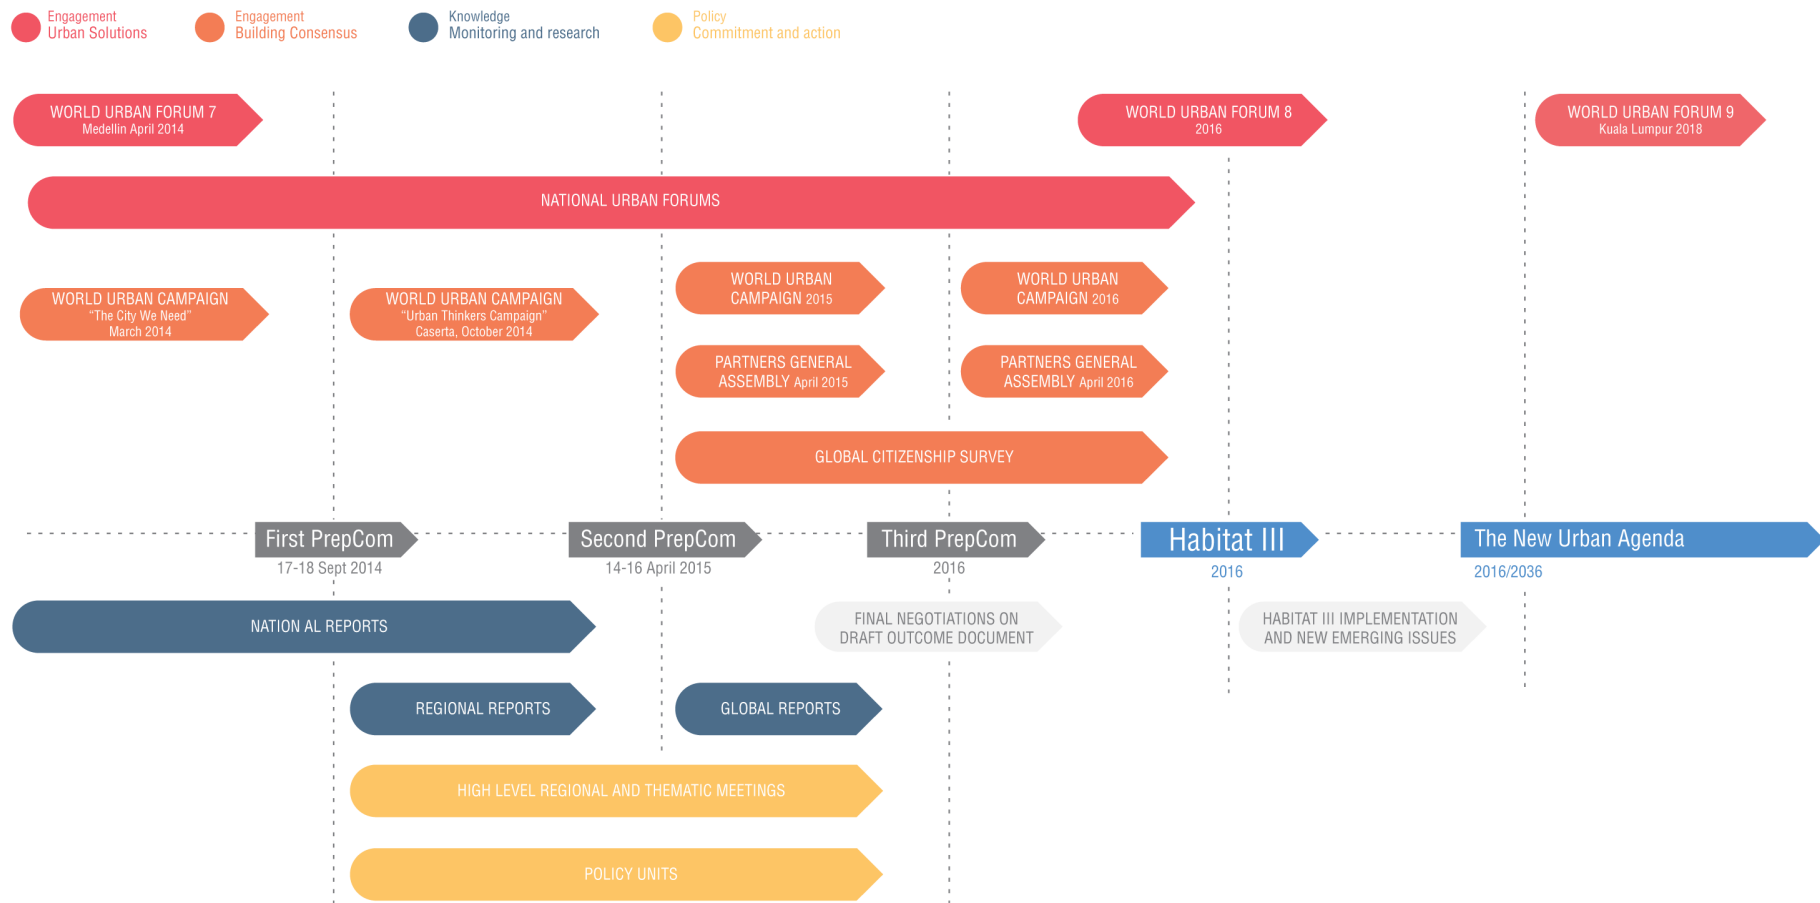 Engagement
Urban Solutions
Engagement
Building Consensus
Knowledge
Monitoring and research
Policy
Commitment and action
WORLD URBAN FORUM 7
Medellin April 2014
WORLD URBAN FORUM 8
2016
WORLD URBAN FORUM 9
Kuala Lumpur 2018
NATIONAL URBAN FORUMS
WORLD URBAN CAMPAIGN
“The City We Need”
March 2014
WORLD URBAN CAMPAIGN
“Urban Thinkers Campaign”
Caserta, October 2014
WORLD URBAN
CAMPAIGN 2015
WORLD URBAN
CAMPAIGN 2016
PARTNERS GENERAL
ASSEMBLY April 2015
PARTNERS GENERAL
ASSEMBLY April 2016
GLOBAL CITIZENSHIP SURVEY
First PrepCom
17-18 Sept 2014
Second PrepCom
14-16 April 2015
Third PrepCom
2016
Habitat III
2016
The New Urban Agenda
2016/2036
NATION AL REPORTS
FINAL NEGOTIATIONS ON
DRAFT OUTCOME DOCUMENT
HABITAT III IMPLEMENTATION
AND NEW EMERGING ISSUES
REGIONAL REPORTS
GLOBAL REPORTS
HIGH LEVEL REGIONAL AND THEMATIC MEETINGS
POLICY UNITS